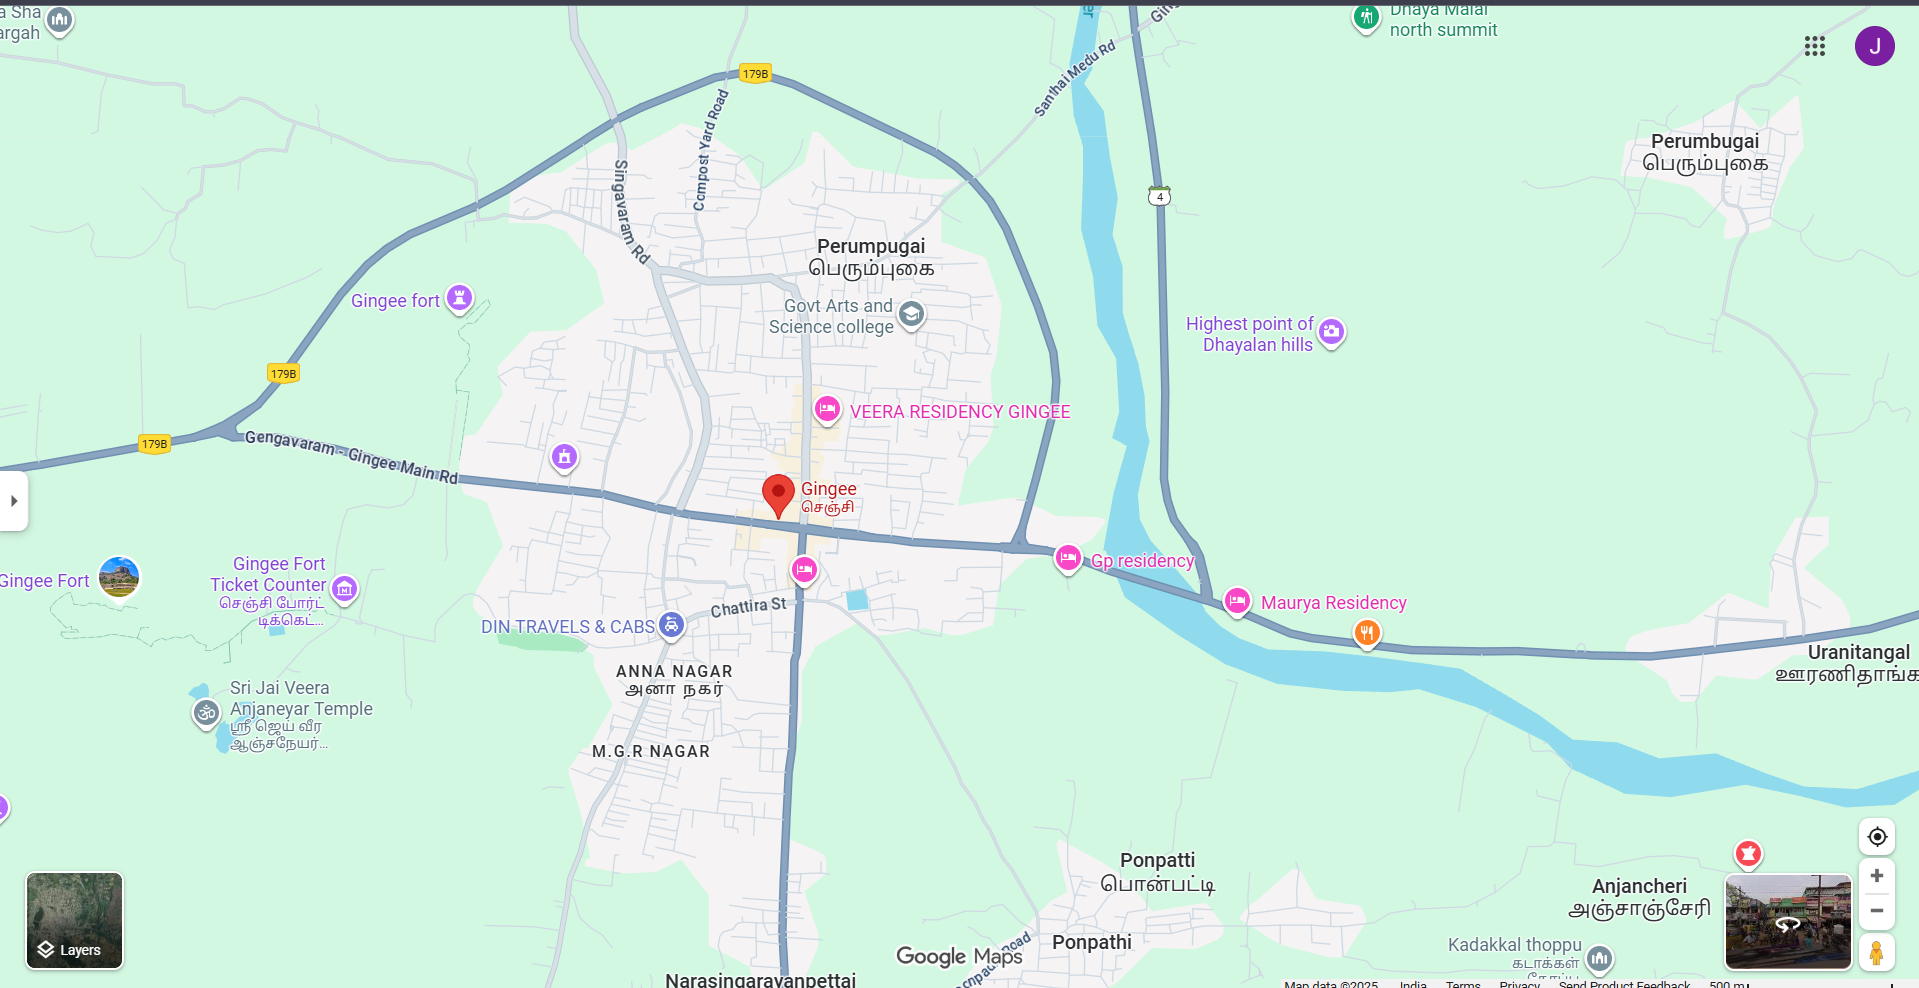 a Sha
argah
Dhaya Malai
north summit
J
179B
Santhai Medu Rd
Compost Yard Road
Singavaram Rd
4
Perumbugai
பெரும்புகை
Perumpugai
பெரும்புகை
Gingee fort
Govt Arts and
Science college
Highest point of
Dhayalan hills
179B
VEERA RESIDENCY GINGEE
179B
Gengavaram - Gingee Main Rd
Gingee
செஞ்சி
Gp residency
Gingee Fort
Gingee Fort
Ticket Counter
செஞ்சி போர்ட்
டிக்கெட்...
Chattira St
Maurya Residency
DIN TRAVELS & CABS
ANNA NAGAR
அனா நகர்
Uranitangal
ஊரணிதாங்க
Sri Jai Veera
Anjaneyar Temple
ஸ்ரீ ஜெய் வீர
ஆஞ்சநேயர்...
M.G.R NAGAR
Ponpatti
பொன்பட்டி
Anjancheri
அஞ்சாஞ்சேரி
Layers
Ponpathi
Kadakkal thoppu
கடாக்கள்
Google Maps
Narasingarayanpettai
Map data ©2025
India
Terms
Privacy
Send Product Feedback
500 m